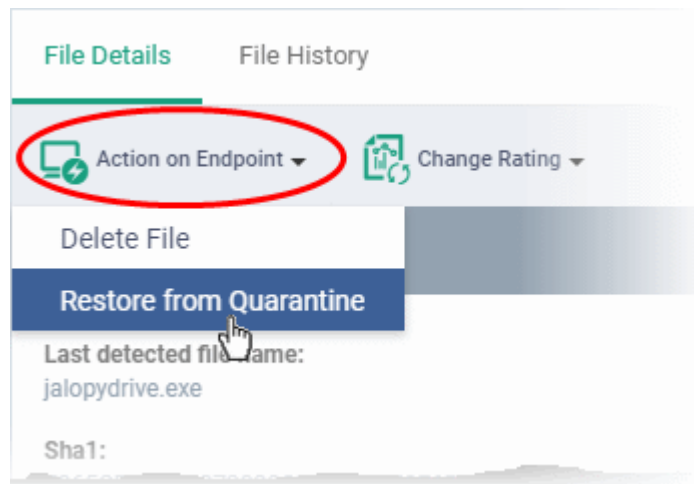 File Details File History
Action on Endpoint Change Rating
Delete File
Restore from Quarantine
Last detected file name:
jalopydrive.exe
Sha1: